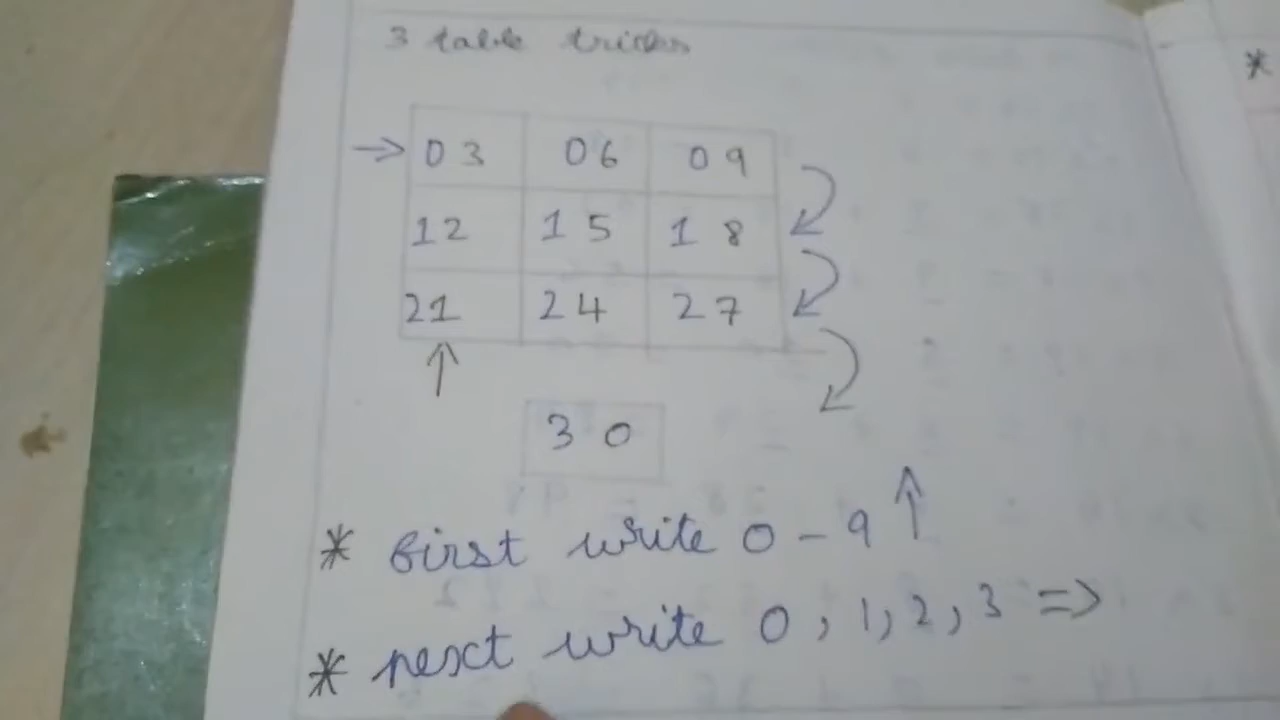 3 table tricks
→ 03 06 09
12 15 18
21 24 27
↑
30
* first write 0 - 9 ↑
* next write 0, 1, 2, 3 =>
*